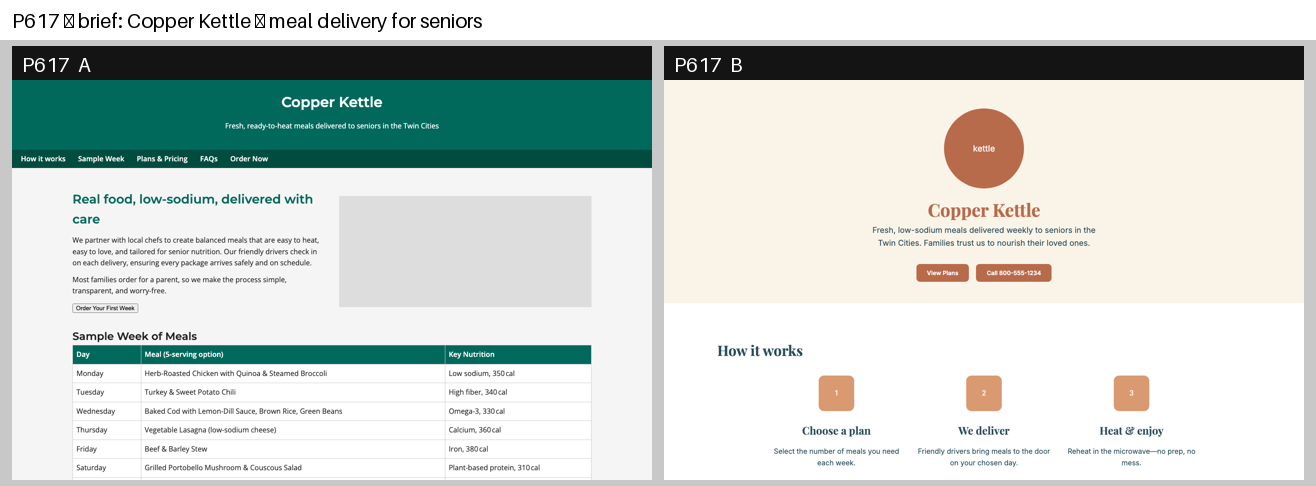 P617 brief: Copper Kettle meal delivery for seniors
P617 A
Copper Kettle
Fresh, ready-to-heat meals delivered to seniors in the Twin Cities
How it works Sample Week Plans & Pricing FAQs Order Now
Real food, low-sodium, delivered with
care
We partner with local chefs to create balanced meals that are easy to heat,
easy to love, and tailored for senior nutrition. Our friendly drivers check in
on each delivery, ensuring every package arrives safely and on schedule.
Most families order for a parent, so we make the process simple,
transparent, and worry-free.
Order Your First Week
Sample Week of Meals
Day Meal (5-serving option) Key Nutrition
Monday Herb-Roasted Chicken with Quinoa & Steamed Broccoli Low sodium, 350 cal
Tuesday Turkey & Sweet Potato Chili High fiber, 340 cal
Wednesday Baked Cod with Lemon-Dill Sauce, Brown Rice, Green Beans Omega-3, 330 cal
Thursday Vegetable Lasagna (low-sodium cheese) Calcium, 360 cal
Friday Beef & Barley Stew Iron, 380 cal
Saturday Grilled Portobello Mushroom & Couscous Salad Plant-based protein, 310 cal
P617 B
kettle
Copper Kettle
Fresh, low-sodium meals delivered weekly to seniors in the
Twin Cities. Families trust us to nourish their loved ones.
View Plans Call 800-555-1234
How it works
1 2 3
Choose a plan We deliver Heat & enjoy
Select the number of meals you need Friendly drivers bring meals to the door Reheat in the microwave—no prep, no
each week. on your chosen day. mess.